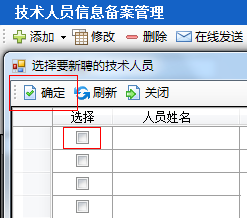 技术人员信息备案管理
添加 修改 删除 在线发送
选择要新聘的技术人员
确定 刷新 关闭
选择 人员姓名